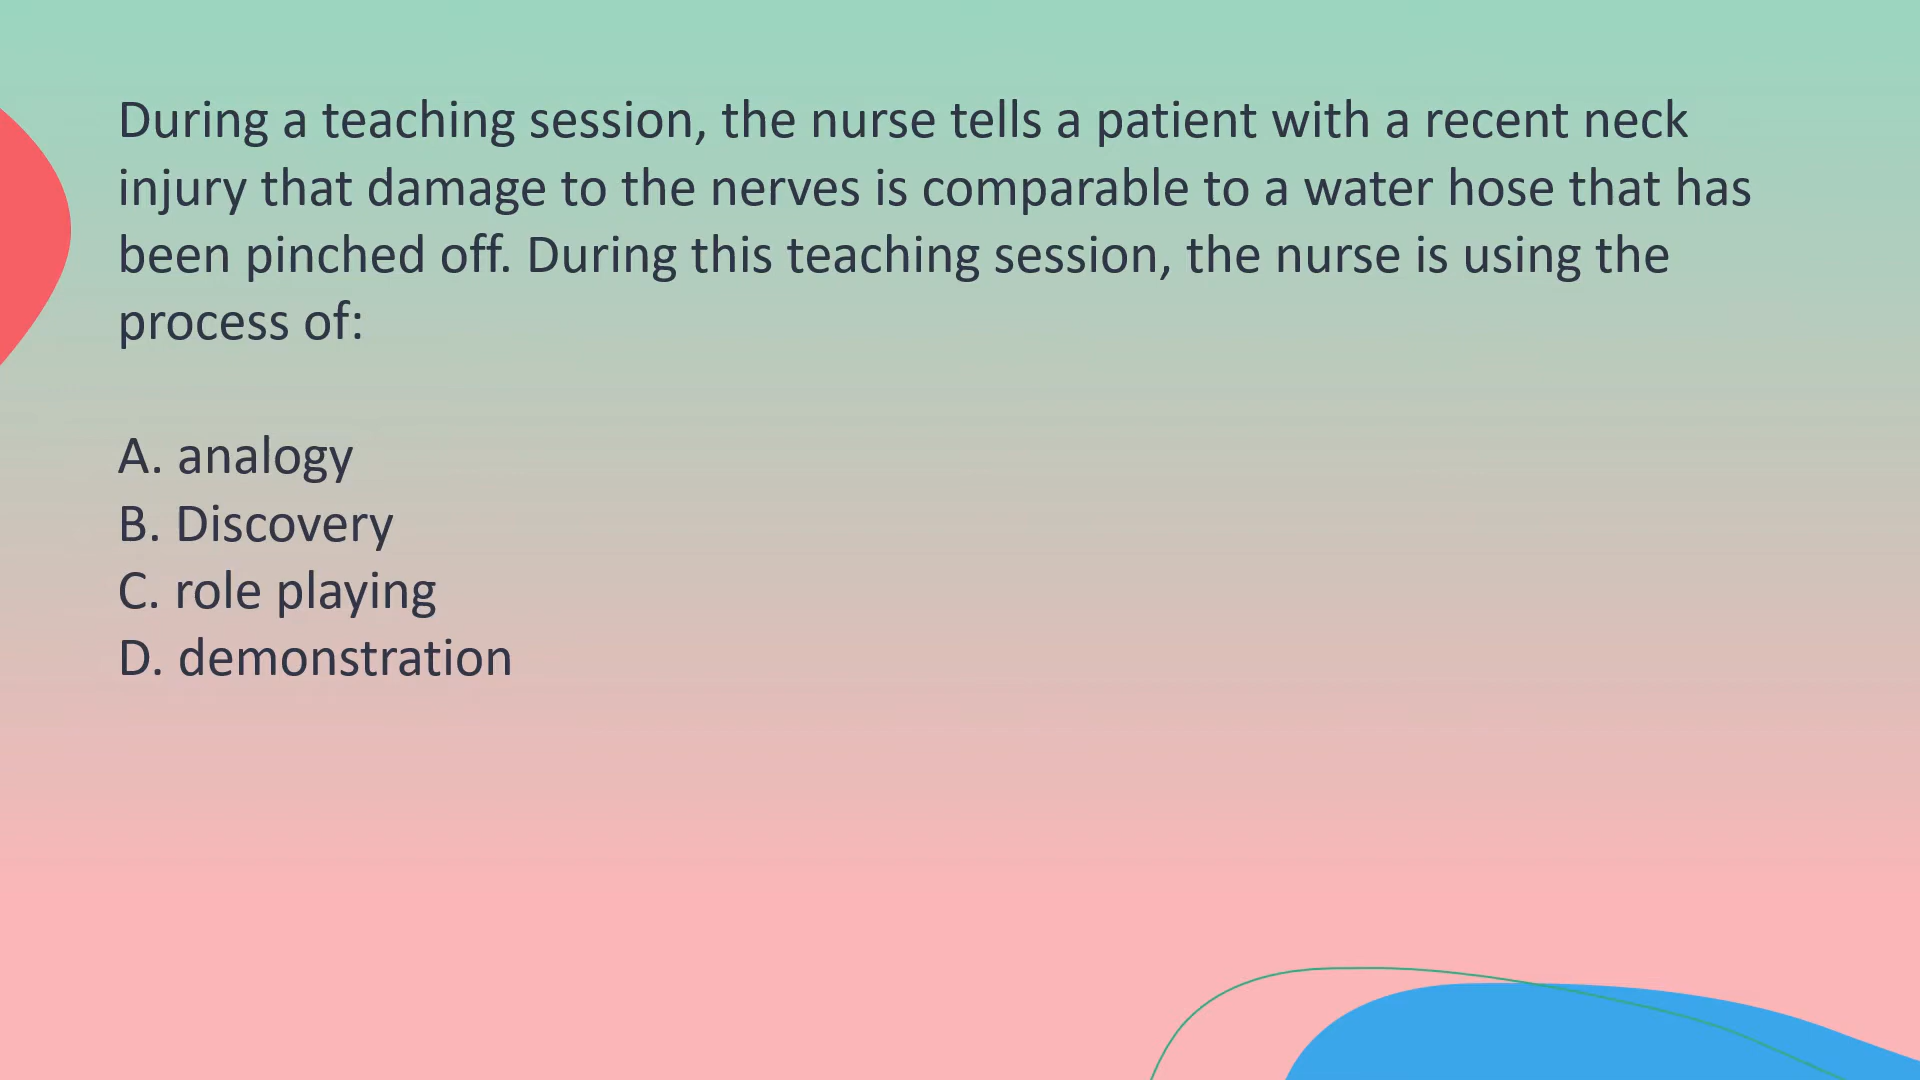 During a teaching session, the nurse tells a patient with a recent neck
injury that damage to the nerves is comparable to a water hose that has
been pinched off. During this teaching session, the nurse is using the
process of:
A. analogy
B. Discovery
C. role playing
D. demonstration